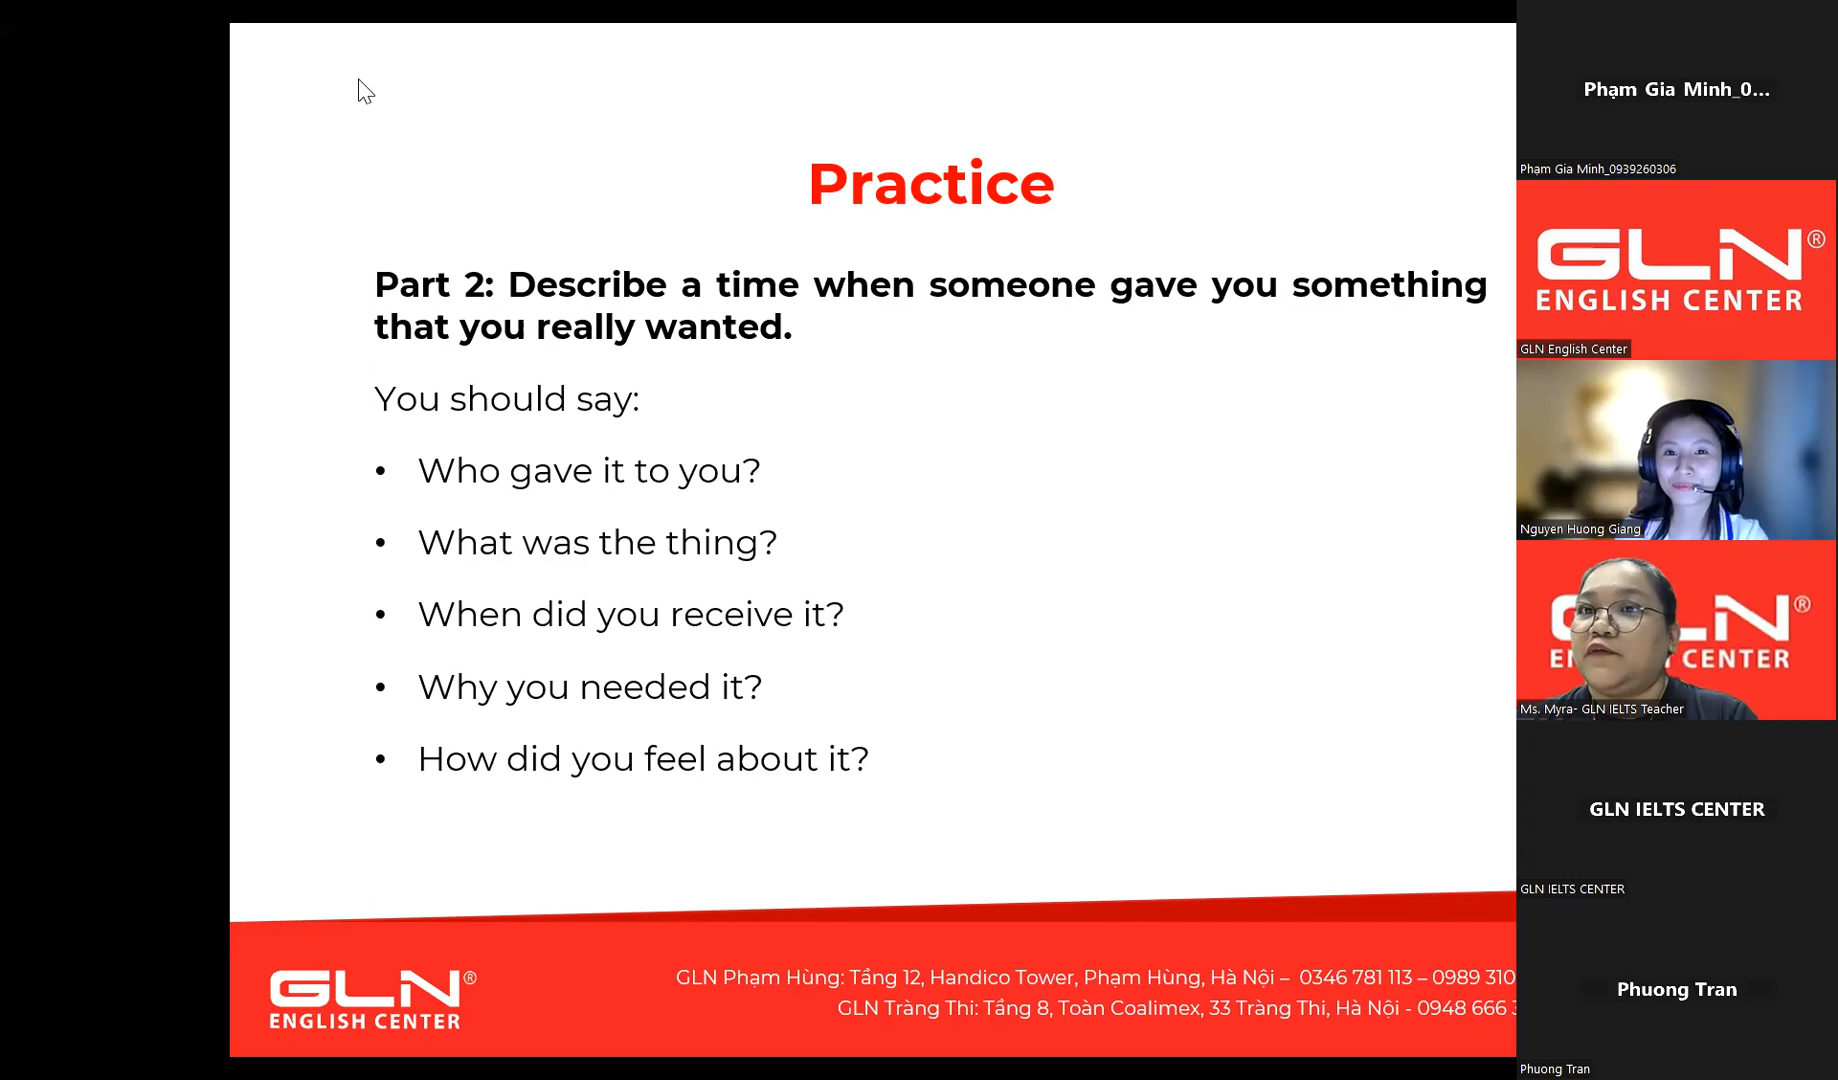 Practice
Part 2: Describe a time when someone gave you something
that you really wanted.
You should say:
• Who gave it to you?
• What was the thing?
• When did you receive it?
• Why you needed it?
• How did you feel about it?
GLN®
ENGLISH CENTER
GLN Phạm Hùng: Tầng 12, Handico Tower, Phạm Hùng, Hà Nội – 0346 781 113 – 0989 310
GLN Tràng Thi: Tầng 8, Toàn Coalimex, 33 Tràng Thi, Hà Nội - 0948 666
Phạm Gia Minh_0...
Phạm Gia Minh_0939260306
GLN®
ENGLISH CENTER
GLN English Center
Nguyen Huong Giang
LN®
CENTER
Ms. Myra- GLN IELTS Teacher
GLN IELTS CENTER
GLN IELTS CENTER
Phuong Tran
Phuong Tran